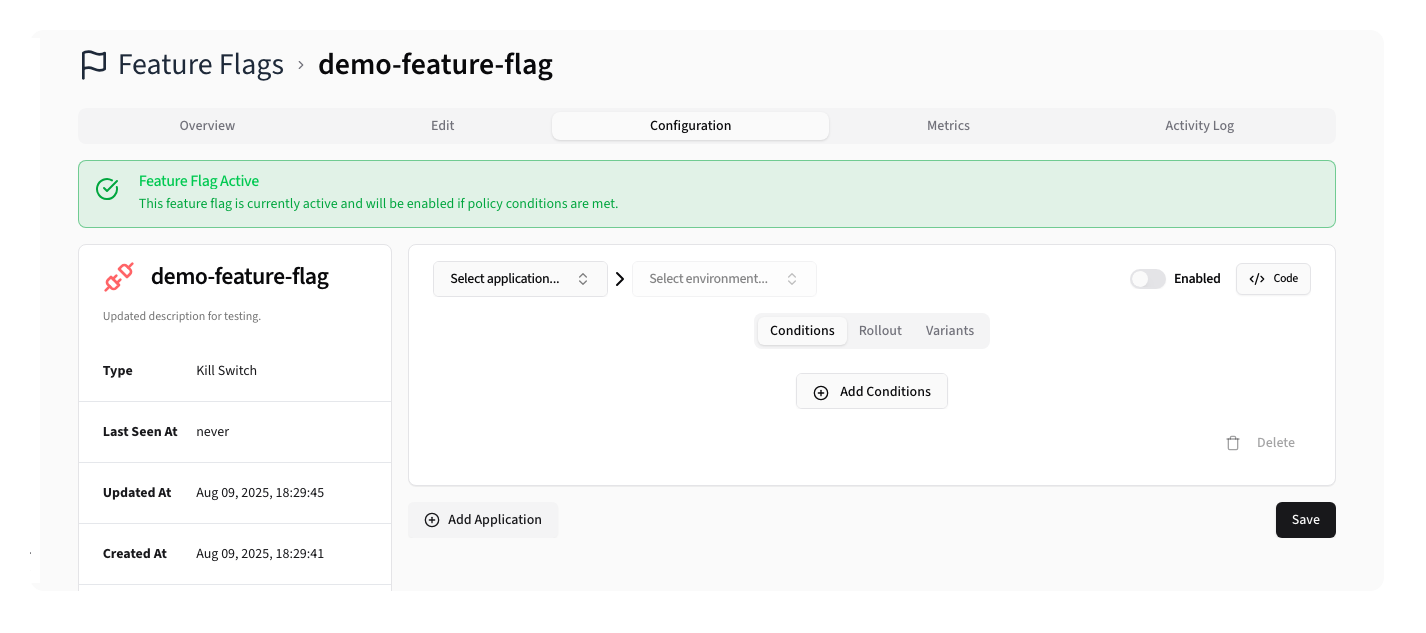 Feature Flags › demo-feature-flag
Overview Edit Configuration Metrics Activity Log
Feature Flag Active
This feature flag is currently active and will be enabled if policy conditions are met.
demo-feature-flag
Updated description for testing.
Type Kill Switch
Last Seen At never
Updated At Aug 09, 2025, 18:29:45
Created At Aug 09, 2025, 18:29:41
Select application... Select environment... Enabled </> Code
Conditions Rollout Variants
Add Conditions
Delete
Add Application Save